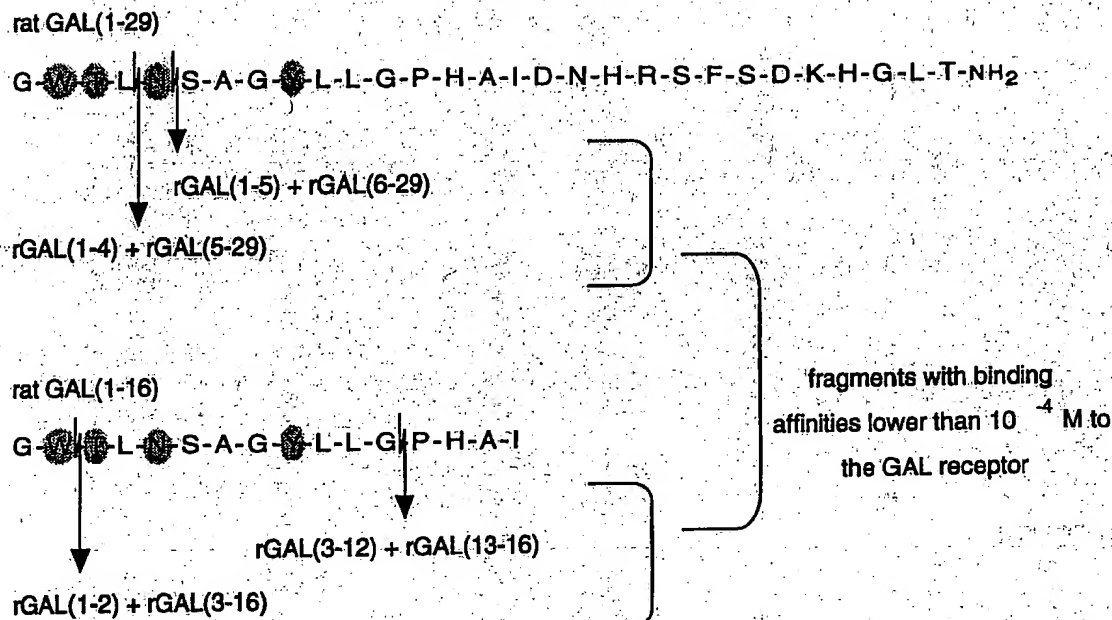 rat GAL(1-29)
G-W-T-L-N-S-A-G-Y-L-L-G-P-H-A-I-D-N-H-R-S-F-S-D-K-H-G-L-T-NH2
rGAL(1-5) + rGAL(6-29)
rGAL(1-4) + rGAL(5-29)
rat GAL(1-16)
G-W-T-L-N-S-A-G-Y-L-L-G-P-H-A-I
rGAL(3-12) + rGAL(13-16)
rGAL(1-2) + rGAL(3-16)
fragments with binding
affinities lower than 10 -4 M to
the GAL receptor